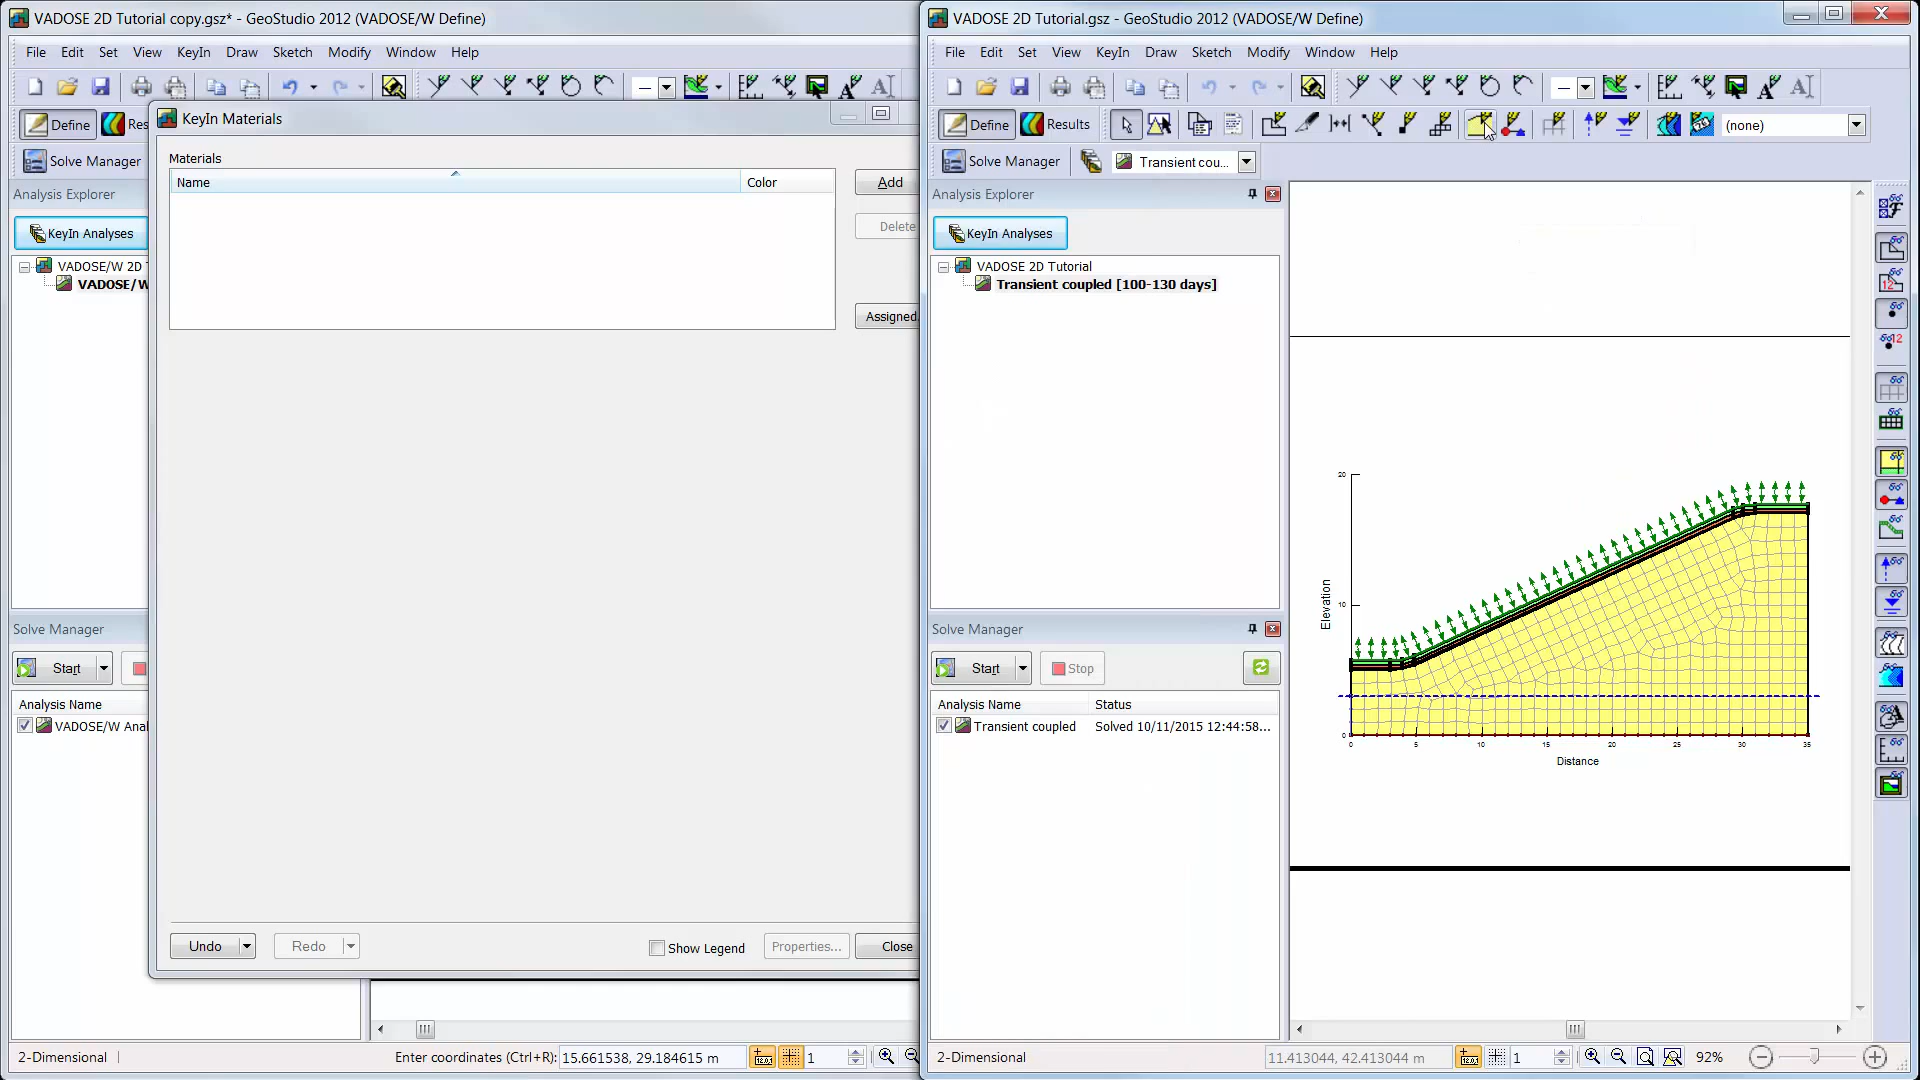 VADOSE 2D Tutorial copy.gsz* - GeoStudio 2012 (VADOSE/W Define)
File Edit Set View KeyIn Draw Sketch Modify Window Help
Define Res
Solve Manager
Analysis Explorer
KeyIn Analyses
VADOSE/W 2D
VADOSE/W
Solve Manager
Start
Analysis Name
VADOSE/W Anal
KeyIn Materials
Materials
Name Color
Add
Delete
Assigned.
Undo Redo Show Legend Properties... Close
2-Dimensional Enter coordinates (Ctrl+R): 15.661538, 29.184615 m 1
VADOSE 2D Tutorial.gsz - GeoStudio 2012 (VADOSE/W Define)
File Edit Set View KeyIn Draw Sketch Modify Window Help
Define Results (none)
Solve Manager Transient cou...
Analysis Explorer
KeyIn Analyses
VADOSE 2D Tutorial
Transient coupled [100-130 days]
Solve Manager
Start Stop
Analysis Name Status
Transient coupled Solved 10/11/2015 12:44:58...
20
10
0
Elevation
0 5 10 15 20 25 30 35
Distance
2-Dimensional 11.413044, 42.413044 m 1 92%